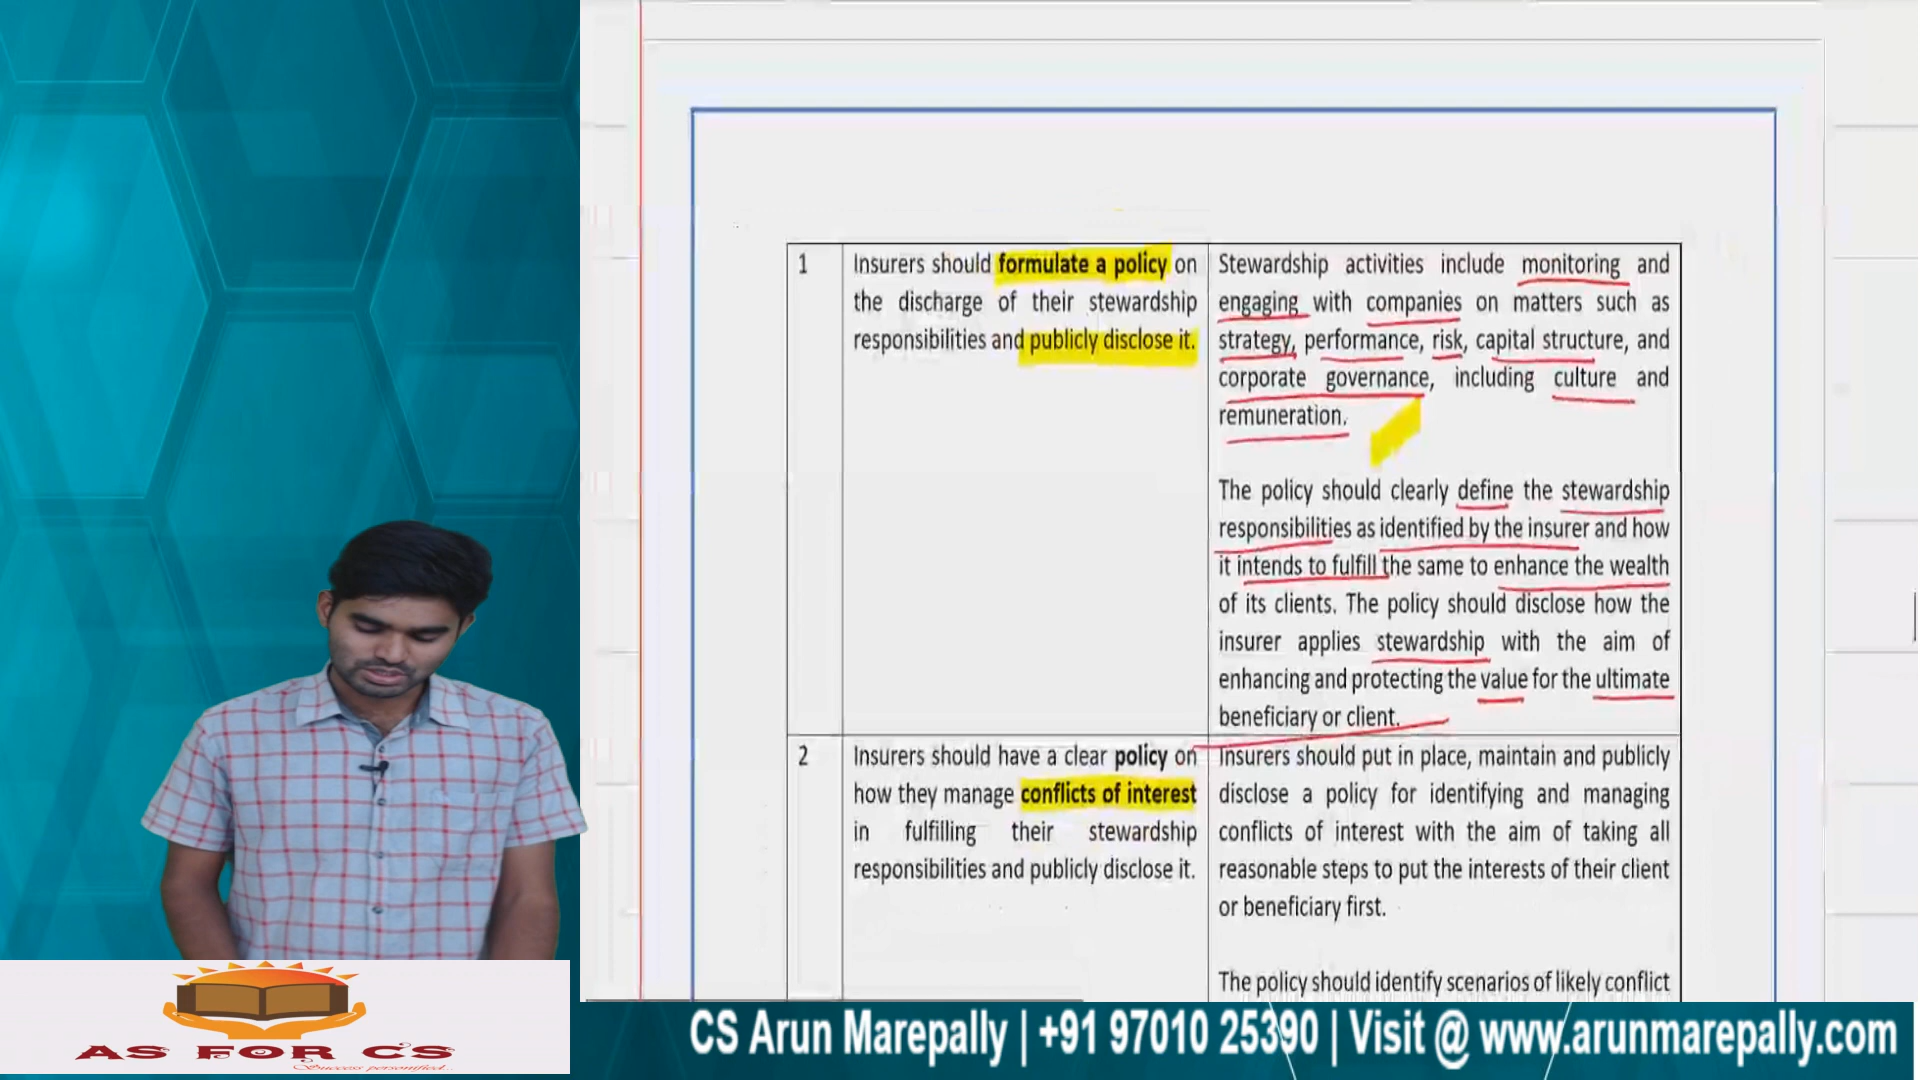 1
Insurers should formulate a policy on
the discharge of their stewardship
responsibilities and publicly disclose it.
Stewardship activities include monitoring and
engaging with companies on matters such as
strategy, performance, risk, capital structure, and
corporate governance, including culture and
remuneration.
The policy should clearly define the stewardship
responsibilities as identified by the insurer and how
it intends to fulfill the same to enhance the wealth
of its clients. The policy should disclose how the
insurer applies stewardship with the aim of
enhancing and protecting the value for the ultimate
beneficiary or client.
2
Insurers should have a clear policy on
how they manage conflicts of interest
in fulfilling their stewardship
responsibilities and publicly disclose it.
Insurers should put in place, maintain and publicly
disclose a policy for identifying and managing
conflicts of interest with the aim of taking all
reasonable steps to put the interests of their client
or beneficiary first.
The policy should identify scenarios of likely conflict
AS FOR CS
Success personified...
CS Arun Marepally | +91 97010 25390 | Visit @ www.arunmarepally.com